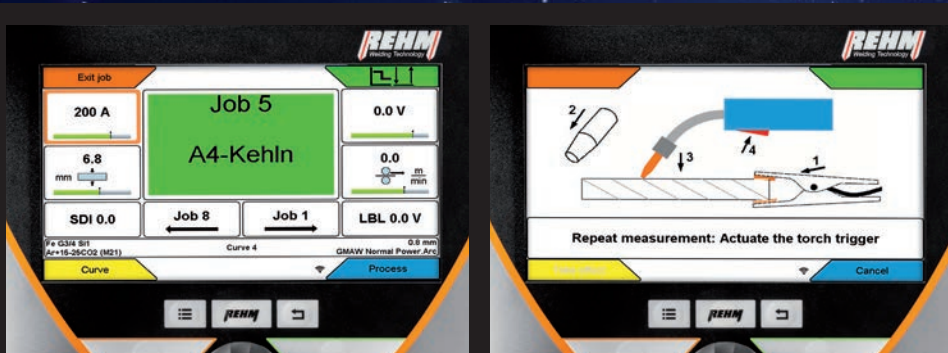 REHM
Welding Technology
Exit job
200 A
Job 5
A4-Kehln
0.0 V
6.8
mm
0.0
m
min
SDI 0.0
Job 8
Job 1
LBL 0.0 V
Fe G3/4 Si1
Ar+15-25CO2 (M21)
Curve 4
0.8 mm
GMAW Normal Power.Arc
Curve
Process
REHM
REHM
Welding Technology
2
4
3
1
Repeat measurement: Actuate the torch trigger
Cancel
REHM